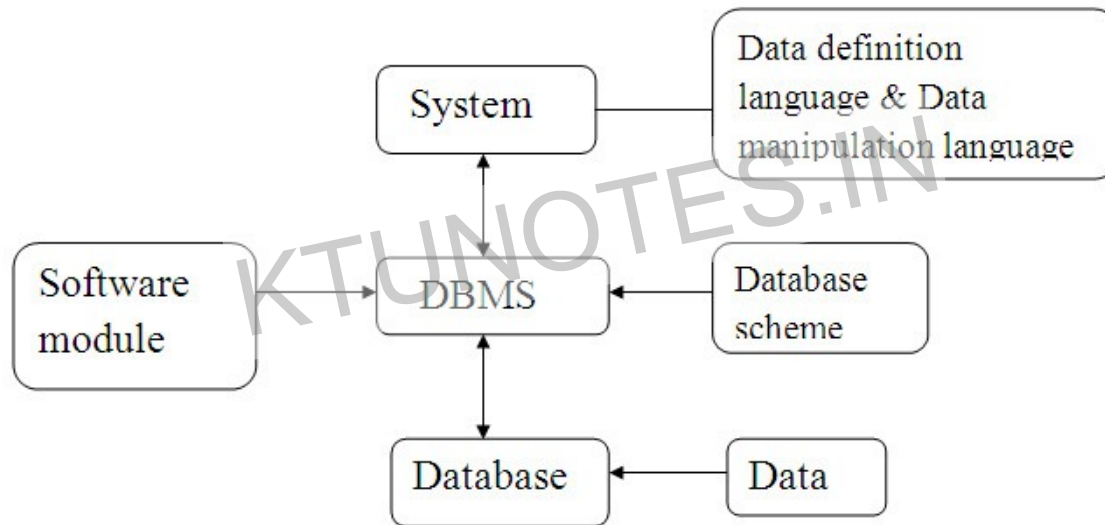 Data definition
language & Data
manipulation language
System
Software
module
DBMS
Database
scheme
Database
Data
KTUNOTES.IN